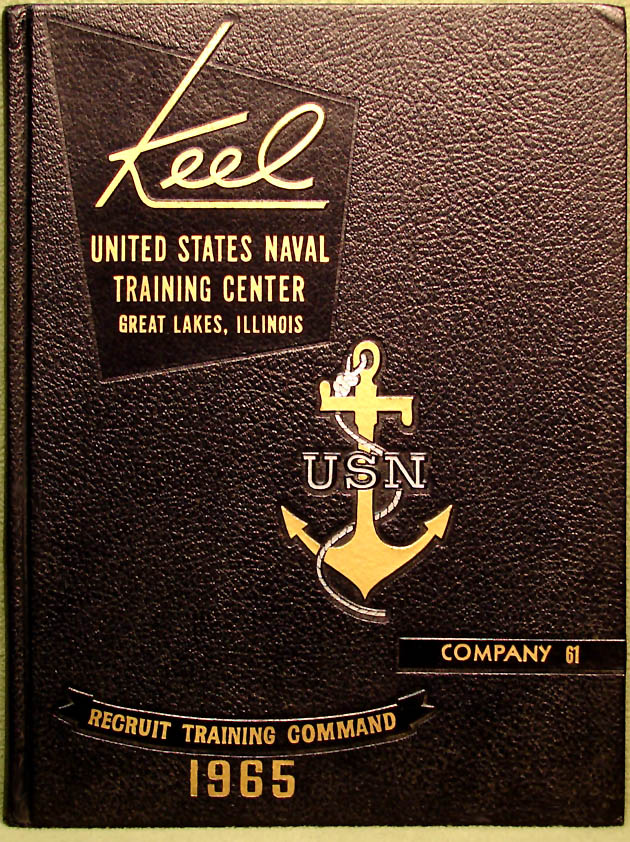 Keel
UNITED STATES NAVAL
TRAINING CENTER
GREAT LAKES, ILLINOIS
USN
COMPANY 61
RECRUIT TRAINING COMMAND
1965